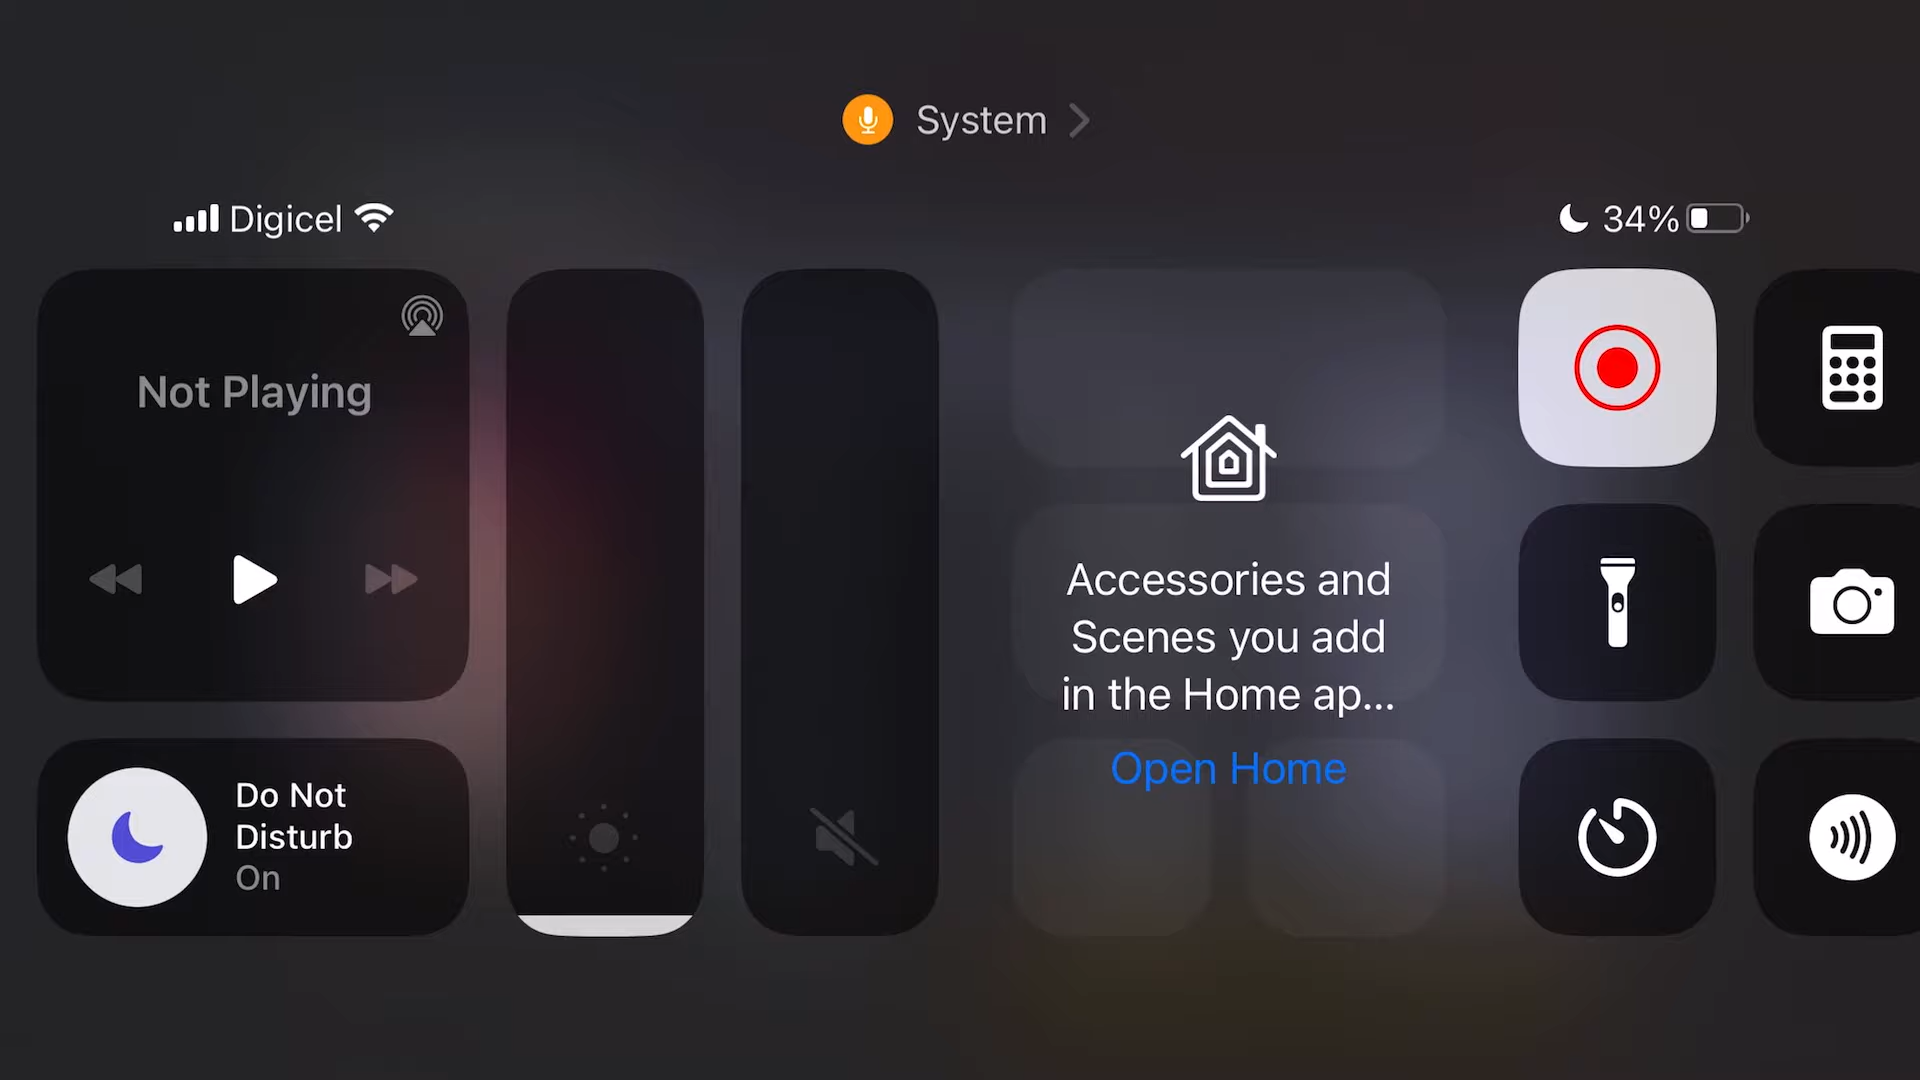 System
Digicel
34%
Not Playing
Do Not
Disturb
On
Accessories and
Scenes you add
in the Home ap...
Open Home